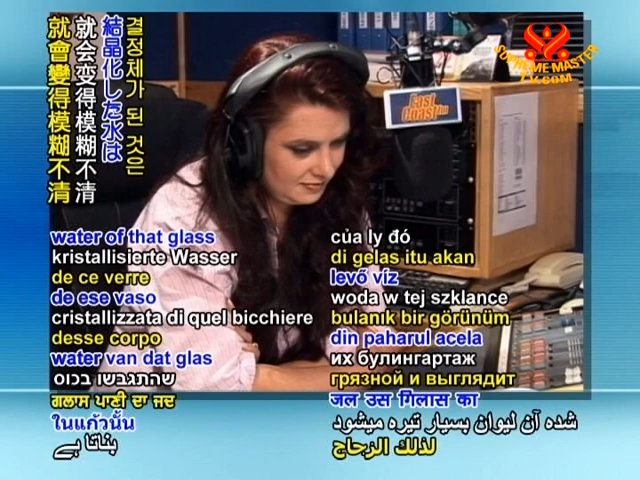 결정체가 된 것은
結晶化した水は
就会变得模糊不清
就會變得模糊不清
SUPREME MASTER
TV.COM
East
Coast fm
water of that glass
kristallisierte Wasser
de ce verre
de ese vaso
cristallizzata di quel bicchiere
desse corpo
water van dat glas
שהתגבשו בכוס
ਗਲਾਸ ਪਾਣੀ ਦਾ ਜਦ
ในแก้วนั้น
بناتا ہے
của ly đó
di gelas itu akan
levő víz
woda w tej szklance
bulanık bir görünüm
din paharul acela
их булингартаж
грязной и выглядит
जल उस गिलास का
شده آن لیوان بسیار تیره میشود
لذلك الزجاج